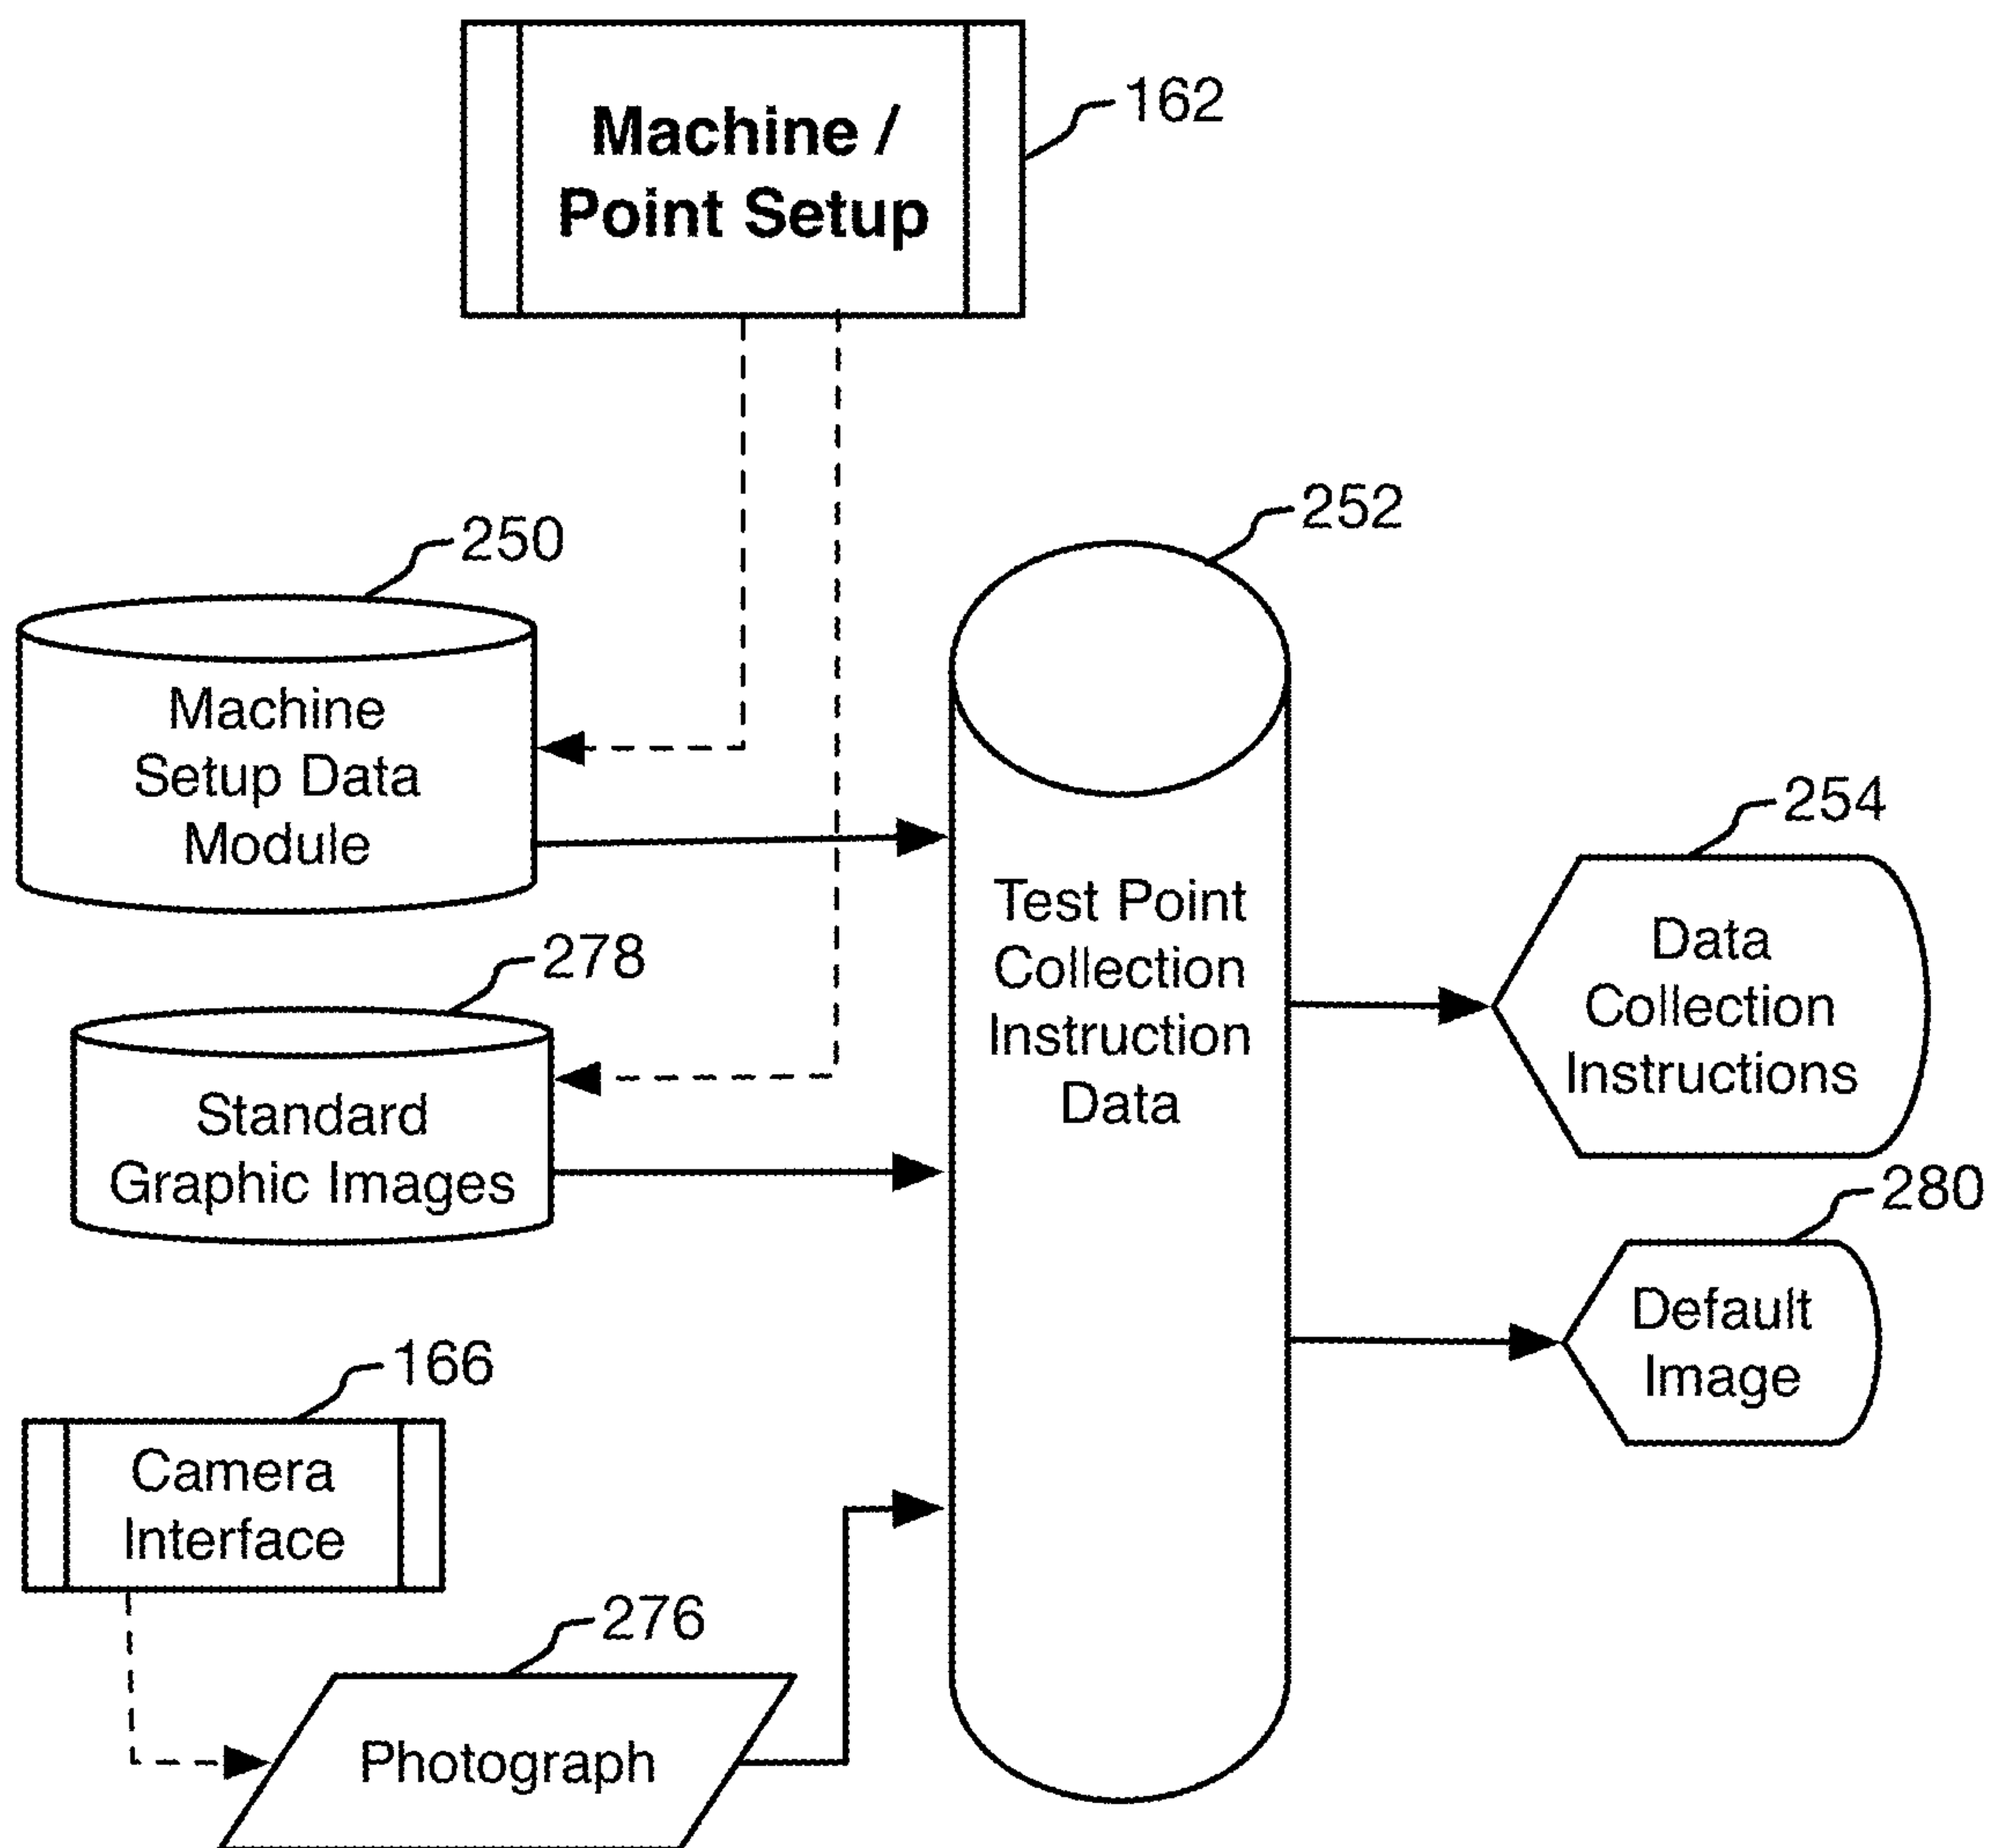 Machine /
Point Setup
162
250
252
Machine
Setup Data
Module
254
Test Point
Collection
Instruction
Data
Data
Collection
Instructions
278
Standard
Graphic Images
280
Default
Image
166
Camera
Interface
276
Photograph